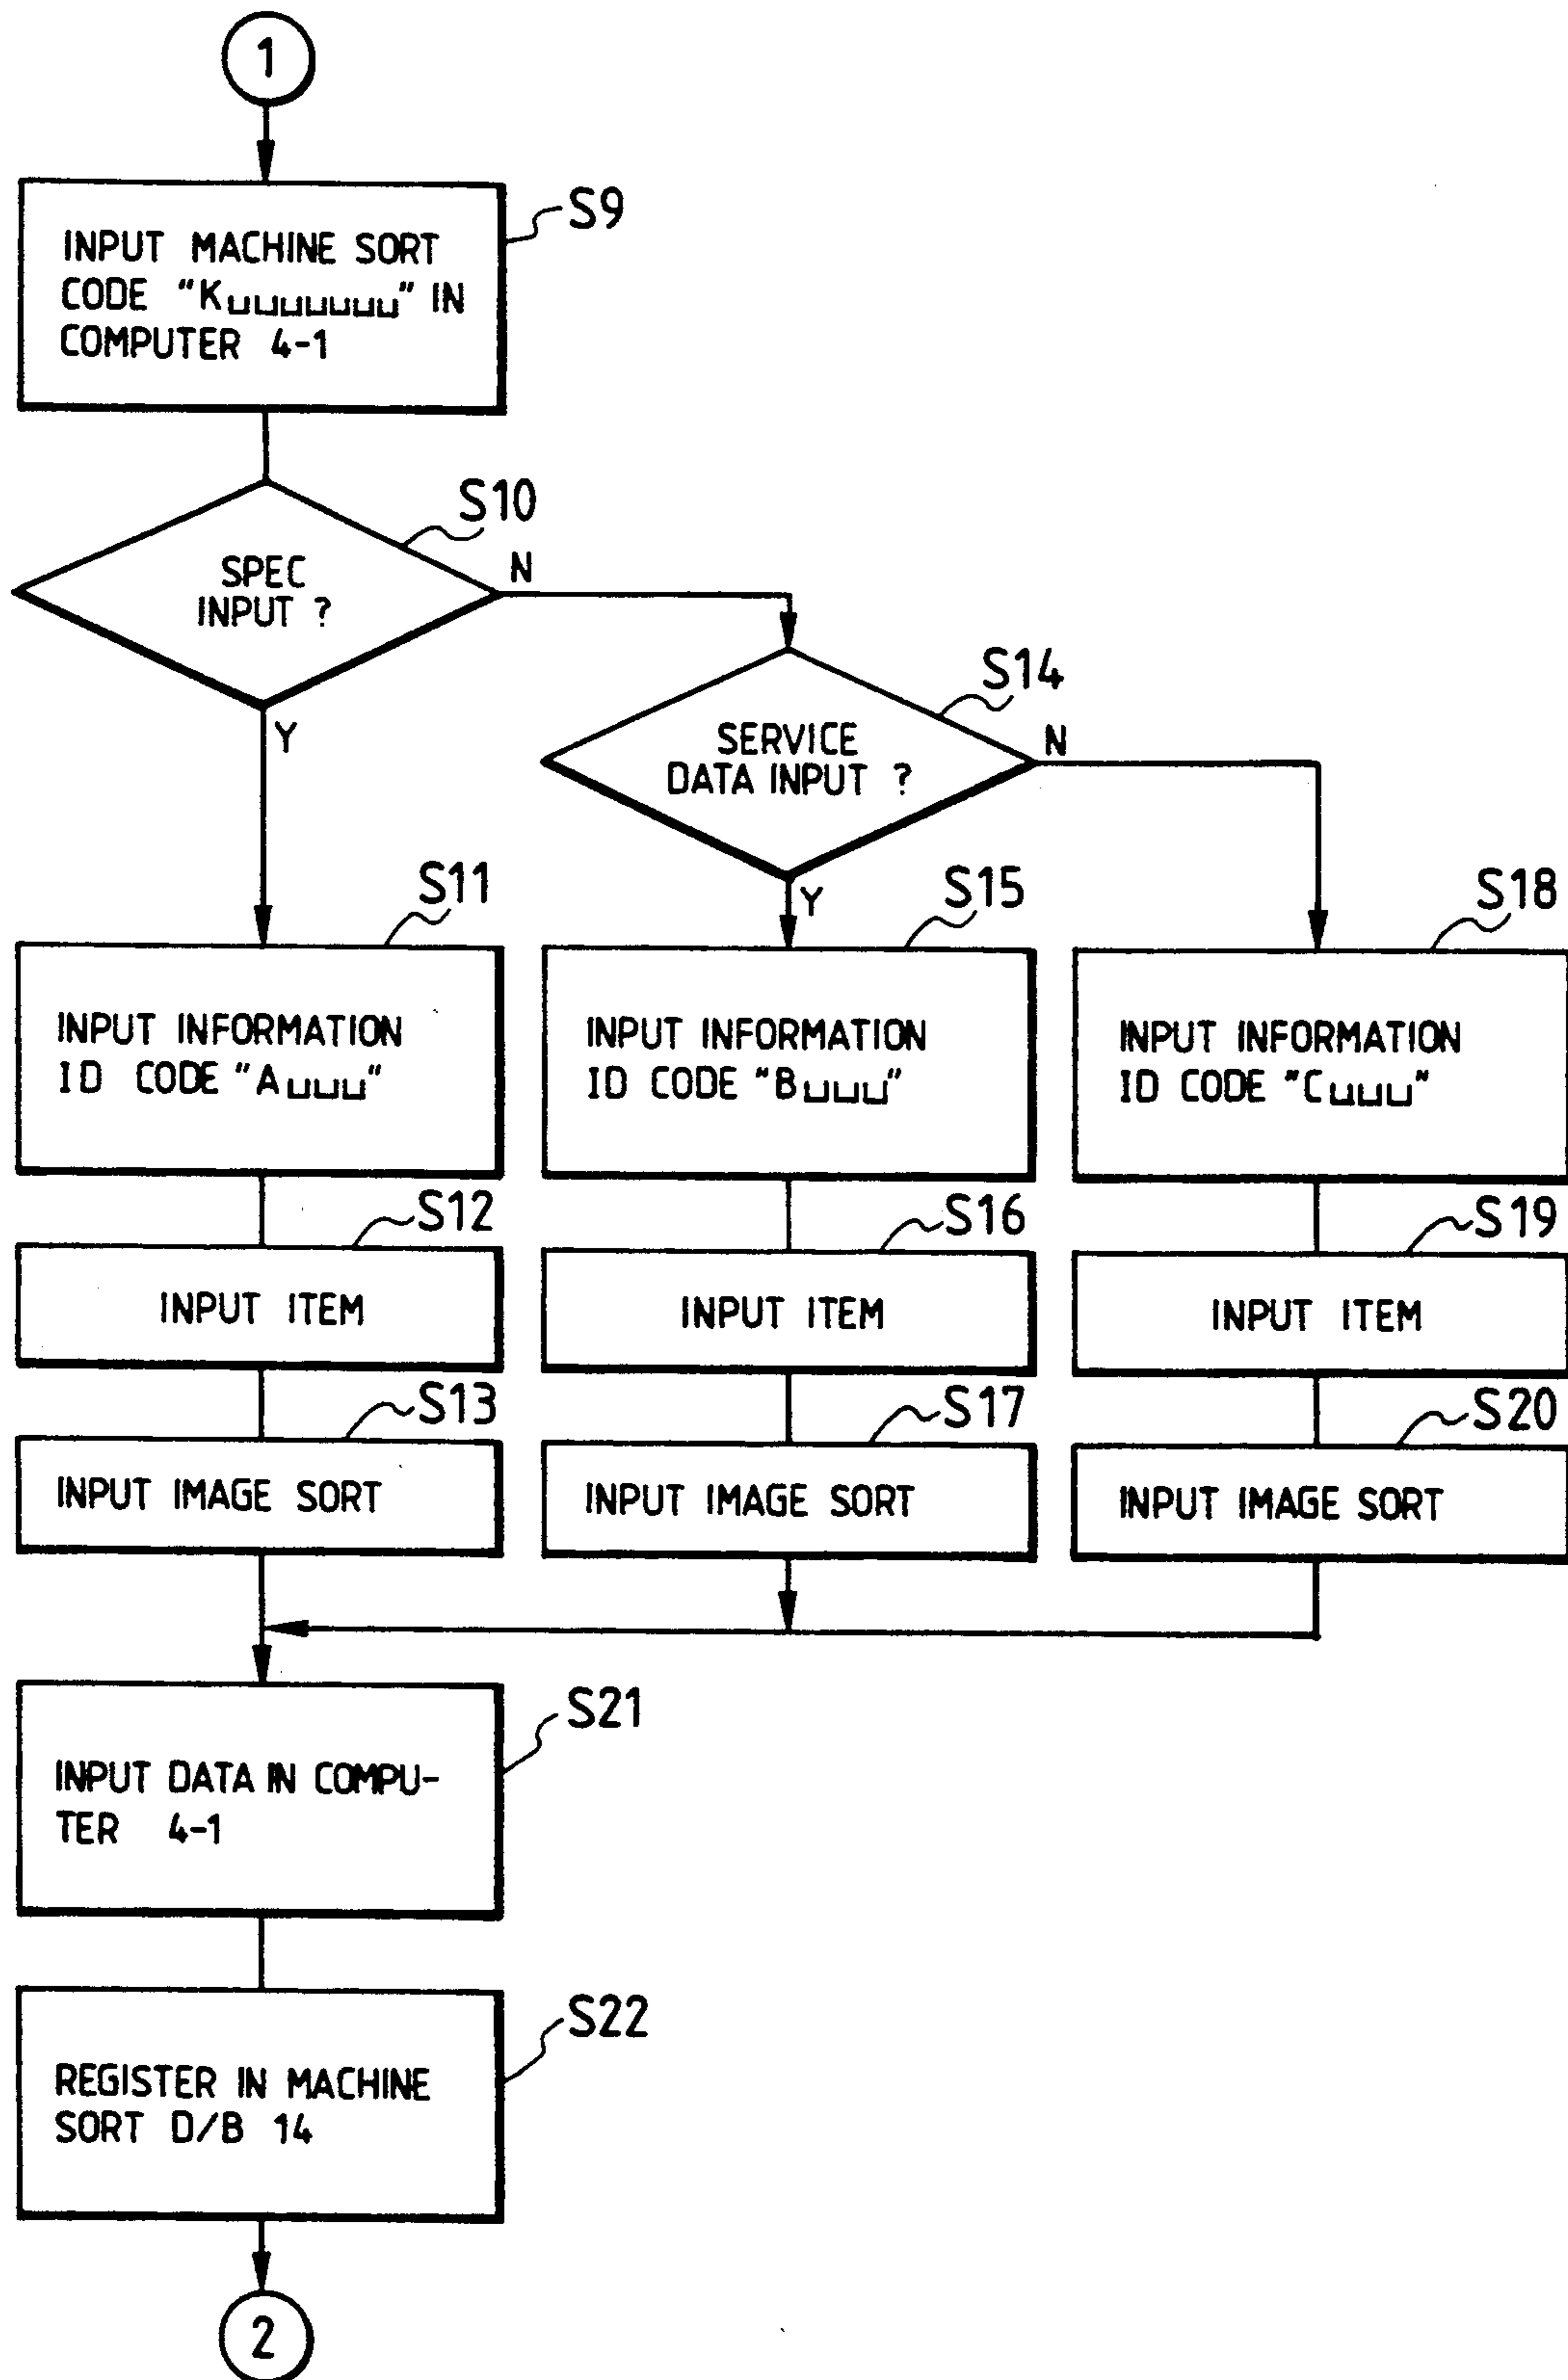 1
S9
INPUT MACHINE SORT
CODE "K␣␣␣␣␣␣␣" IN
COMPUTER 4-1
S10
SPEC
INPUT ?
N
Y
S14
SERVICE
DATA INPUT ?
N
Y
S11
INPUT INFORMATION
ID CODE "A␣␣␣"
S15
INPUT INFORMATION
ID CODE "B␣␣␣"
S18
INPUT INFORMATION
ID CODE "C␣␣␣"
S12
INPUT ITEM
S16
INPUT ITEM
S19
INPUT ITEM
S13
INPUT IMAGE SORT
S17
INPUT IMAGE SORT
S20
INPUT IMAGE SORT
S21
INPUT DATA IN COMPU-
TER 4-1
S22
REGISTER IN MACHINE
SORT D/B 14
2